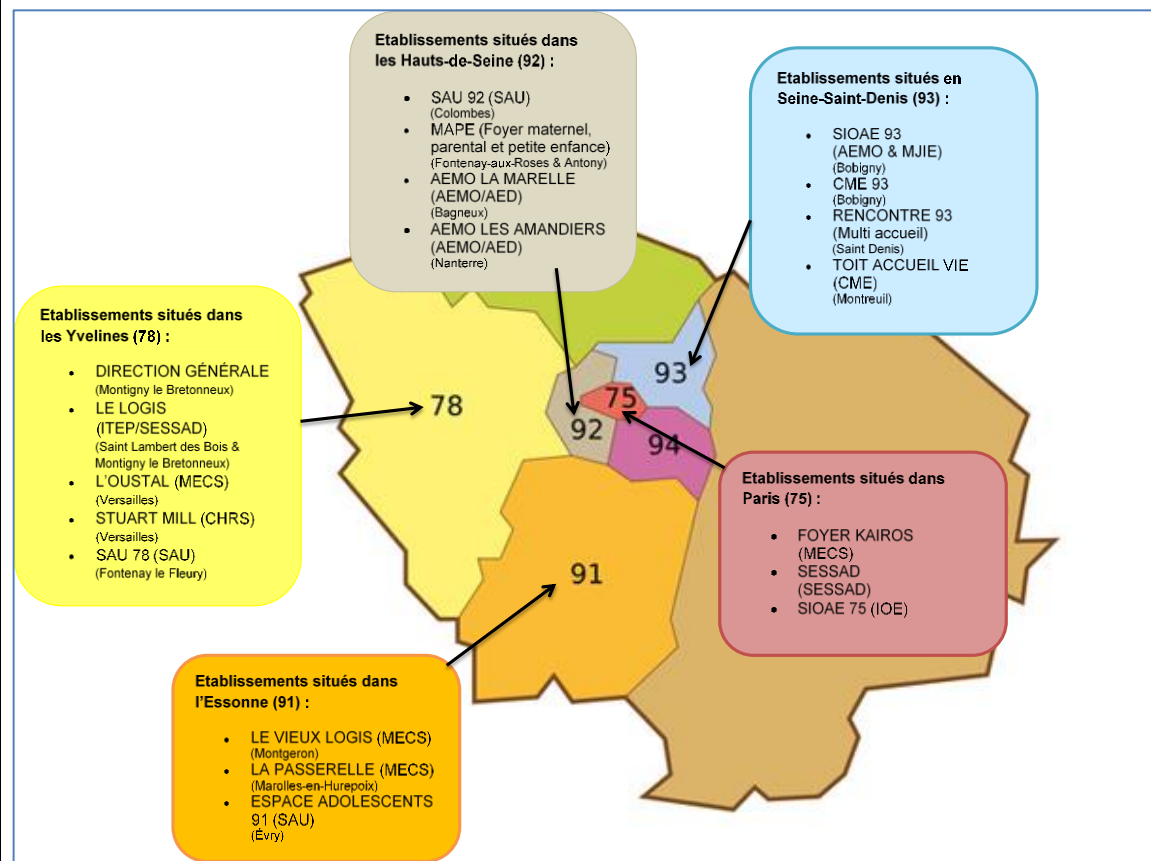 Etablissements situés dans
les Hauts-de-Seine (92) :
• SAU 92 (SAU)
(Colombes)
• MAPE (Foyer maternel,
parental et petite enfance)
(Fontenay-aux-Roses & Antony)
• AEMO LA MARELLE
(AEMO/AED)
(Bagneux)
• AEMO LES AMANDIERS
(AEMO/AED)
(Nanterre)
Etablissements situés en
Seine-Saint-Denis (93) :
• SIOAE 93
(AEMO & MJIE)
(Bobigny)
• CME 93
(Bobigny)
• RENCONTRE 93
(Multi accueil)
(Saint Denis)
• TOIT ACCUEIL VIE
(CME)
(Montreuil)
Etablissements situés dans
les Yvelines (78) :
• DIRECTION GÉNÉRALE
(Montigny le Bretonneux)
• LE LOGIS
(ITEP/SESSAD)
(Saint Lambert des Bois &
Montigny le Bretonneux)
• L'OUSTAL (MECS)
(Versailles)
• STUART MILL (CHRS)
(Versailles)
• SAU 78 (SAU)
(Fontenay le Fleury)
78
93
75
92
94
91
Etablissements situés dans
Paris (75) :
• FOYER KAIROS
(MECS)
• SESSAD
(SESSAD)
• SIOAE 75 (IOE)
Etablissements situés dans
l'Essonne (91) :
• LE VIEUX LOGIS (MECS)
(Montgeron)
• LA PASSERELLE (MECS)
(Marolles-en-Hurepoix)
• ESPACE ADOLESCENTS
91 (SAU)
(Évry)